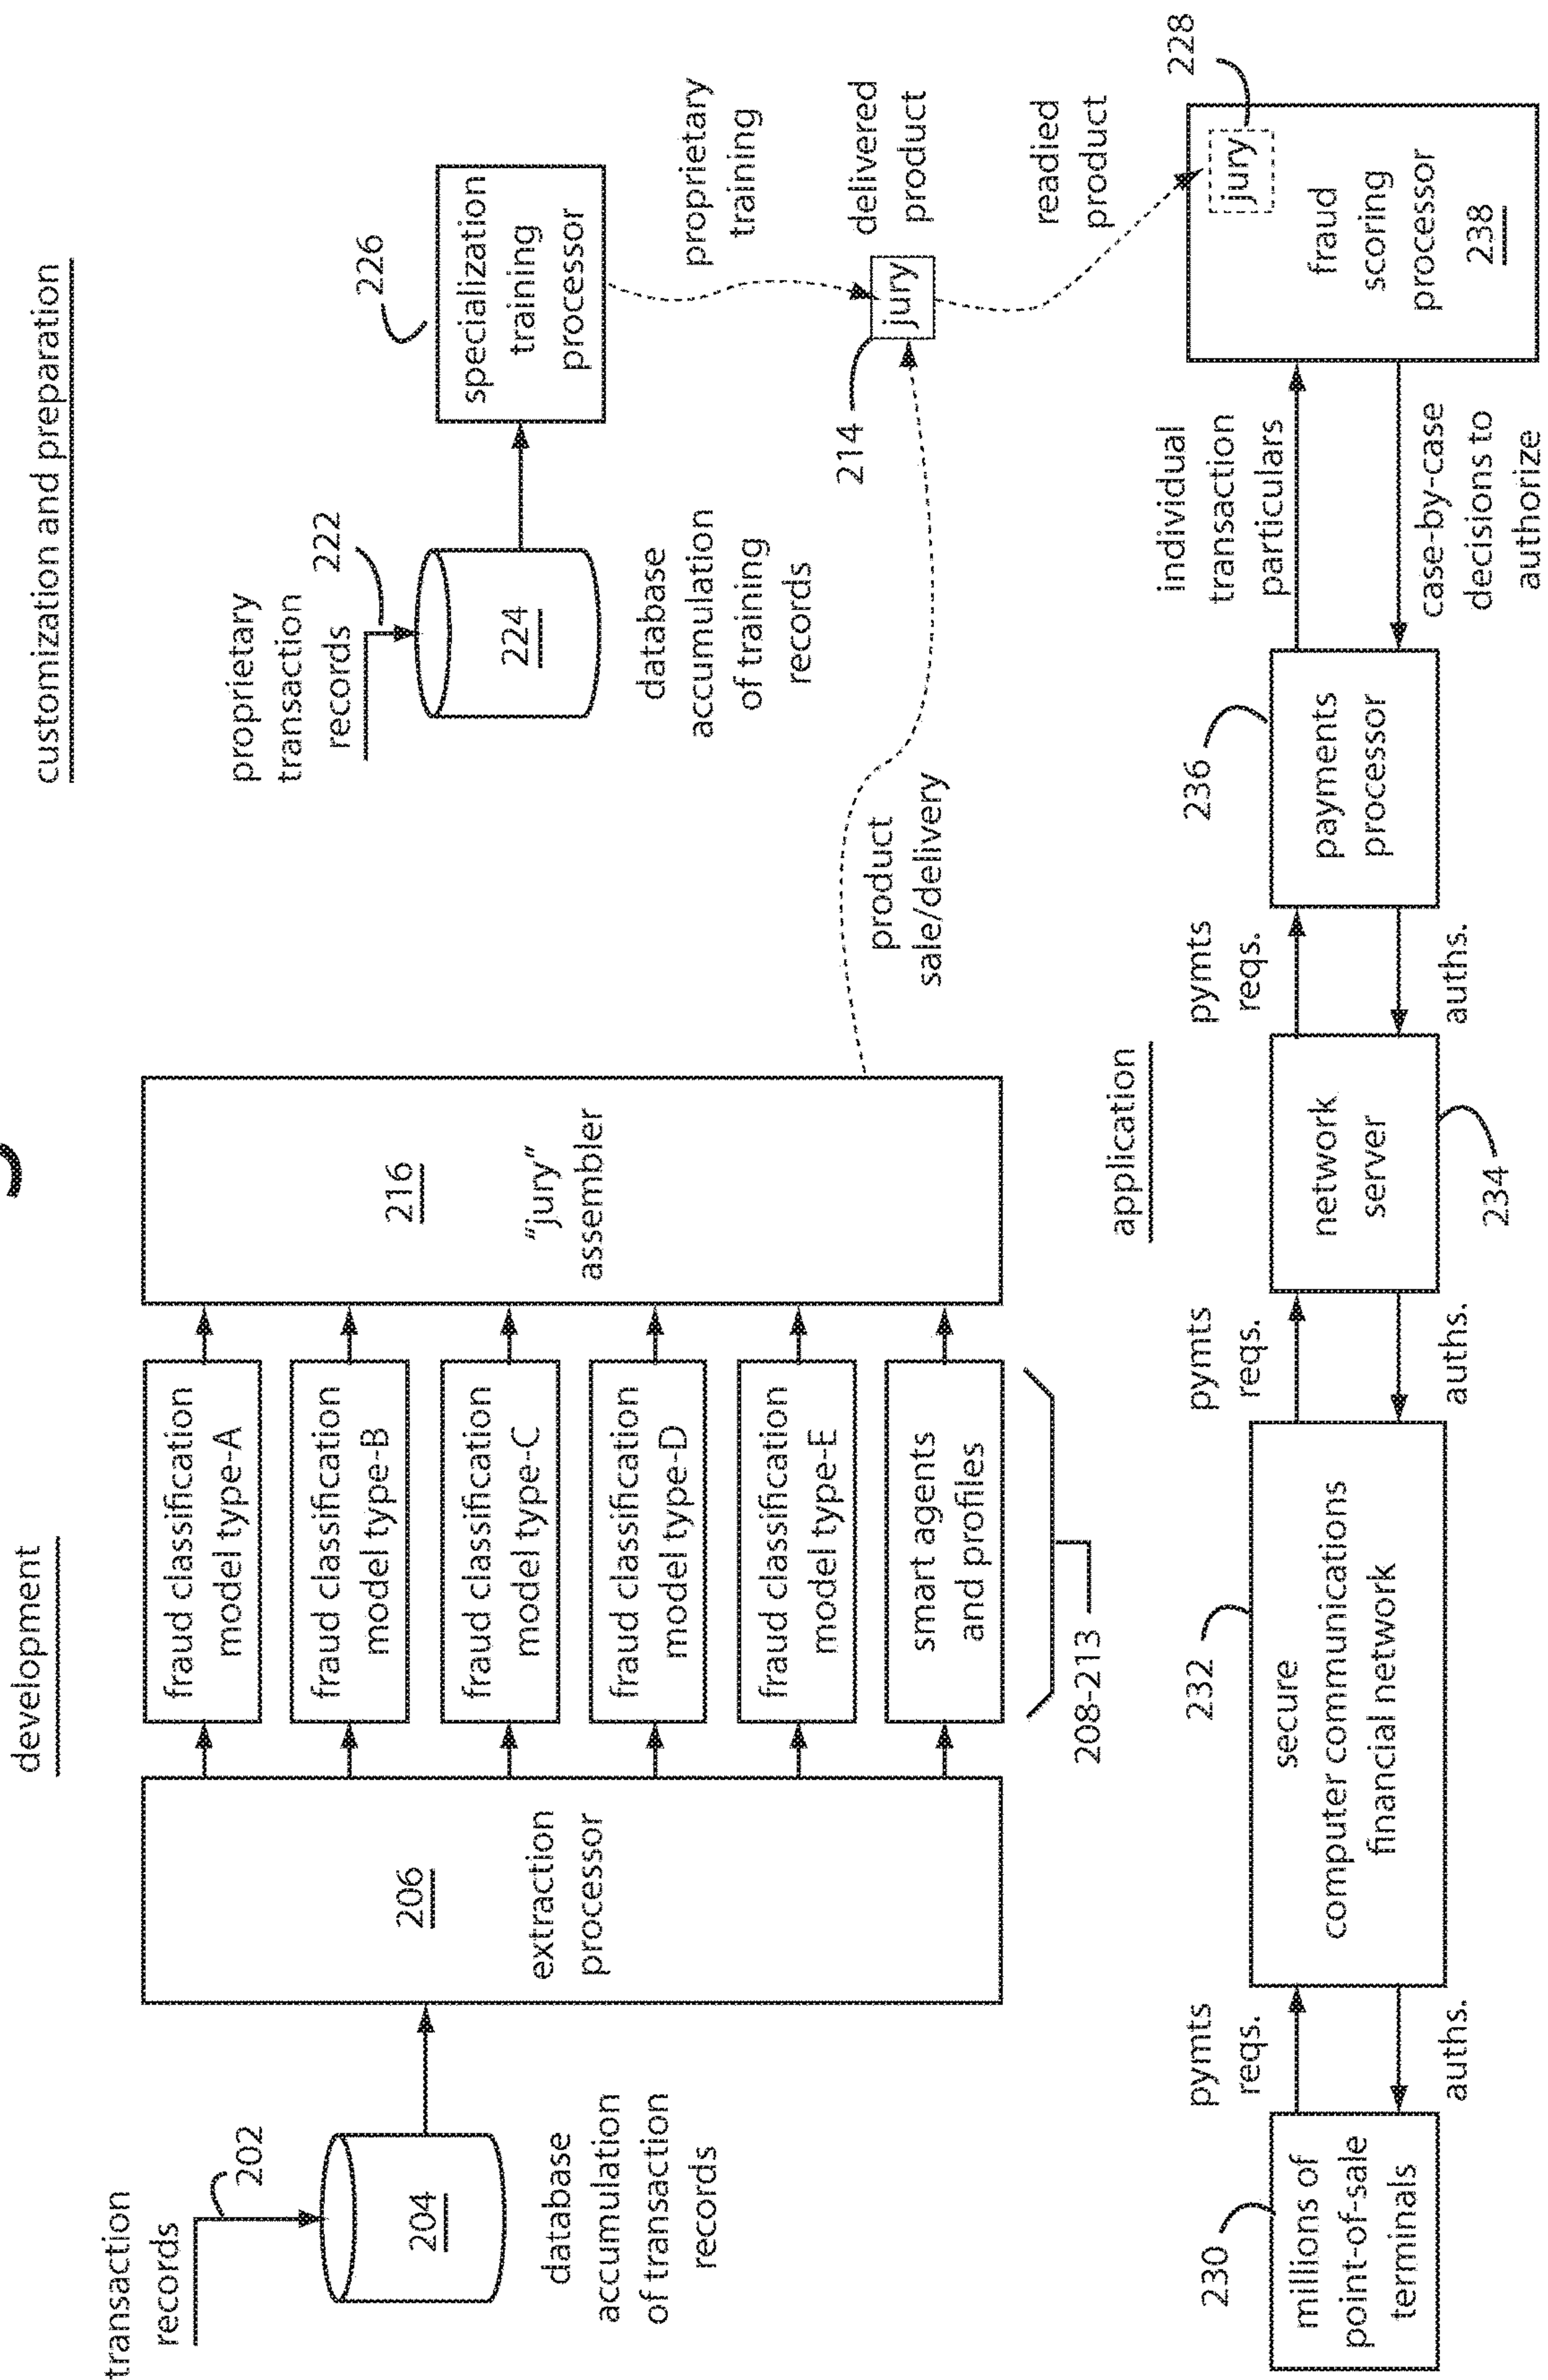 development
transaction
records
202
204
database
accumulation
of transaction
records
206
extraction
processor
fraud classification
model type-A
fraud classification
model type-B
fraud classification
model type-C
fraud classification
model type-D
fraud classification
model type-E
smart agents
and profiles
208-213
216
"jury"
assembler
product
sale/delivery
customization and preparation
proprietary
transaction
records
222
224
database
accumulation
of training
records
226
specialization
training
processor
proprietary
training
214
jury
delivered
product
readied
product
application
230
millions of
point-of-sale
terminals
pymts
reqs.
auths.
232
secure
computer communications
financial network
pymts
reqs.
auths.
network
server
234
pymts
reqs.
auths.
236
payments
processor
individual
transaction
particulars
case-by-case
decisions to
authorize
228
jury
fraud
scoring
processor
238